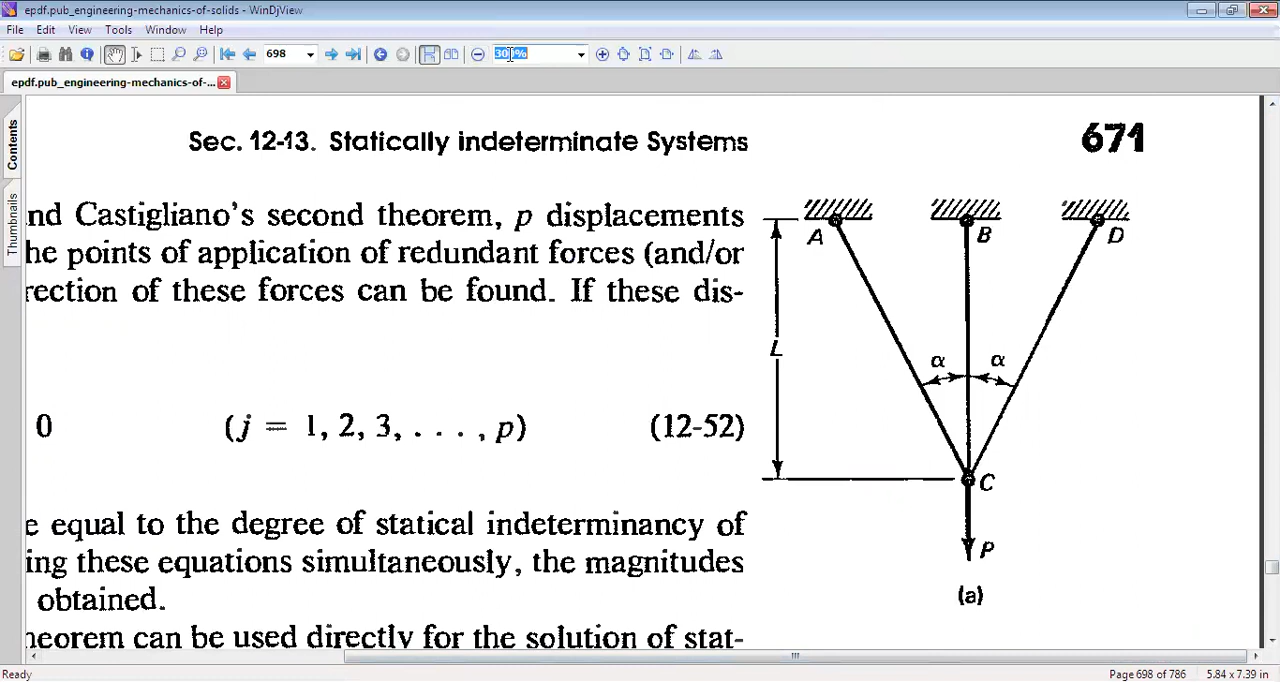 epdf.pub_engineering-mechanics-of-solids - WinDjView
File Edit View Tools Window Help
698
300%
epdf.pub_engineering-mechanics-of-...
Contents
Thumbnails
Sec. 12-13. Statically indeterminate Systems
671
nd Castigliano's second theorem, p displacements
he points of application of redundant forces (and/or
rection of these forces can be found. If these dis-
0 (j = 1, 2, 3, . . . , p) (12-52)
e equal to the degree of statical indeterminancy of
ing these equations simultaneously, the magnitudes
obtained.
heorem can be used directly for the solution of stat-
A
B
D
L
α
α
C
P
(a)
Ready
Page 698 of 786
5.84 x 7.39 in